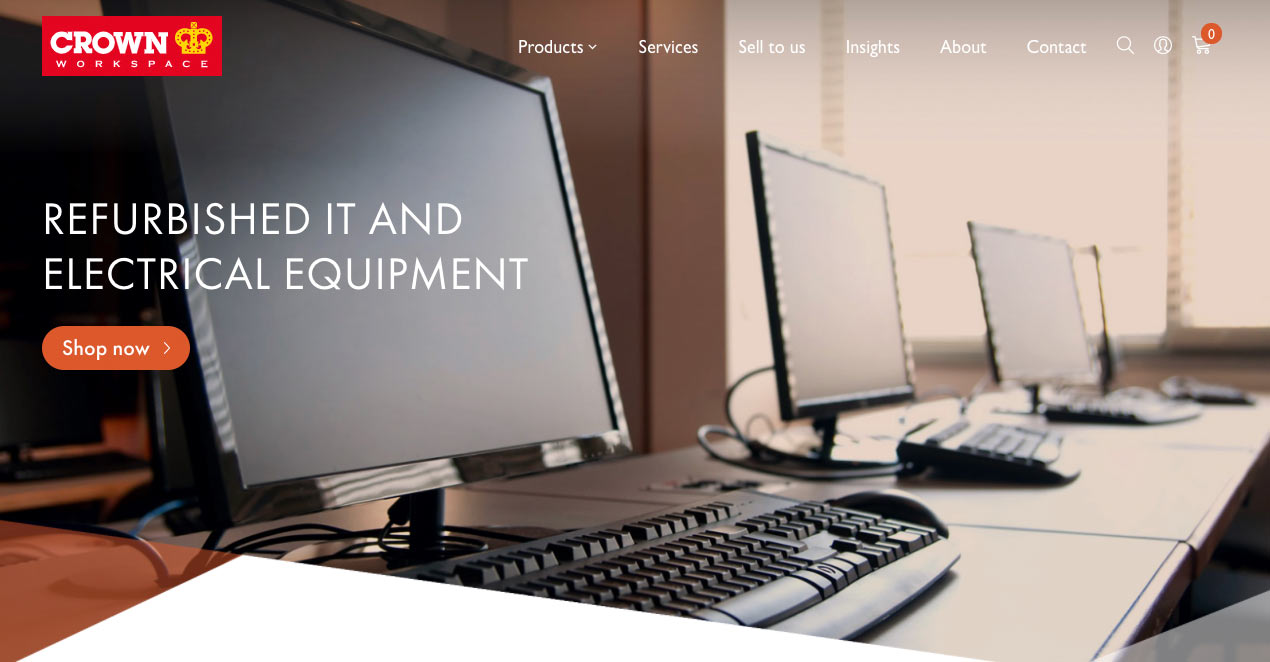 CROWN
WORKSPACE
Products
Services
Sell to us
Insights
About
Contact
0
REFURBISHED IT AND
ELECTRICAL EQUIPMENT
Shop now